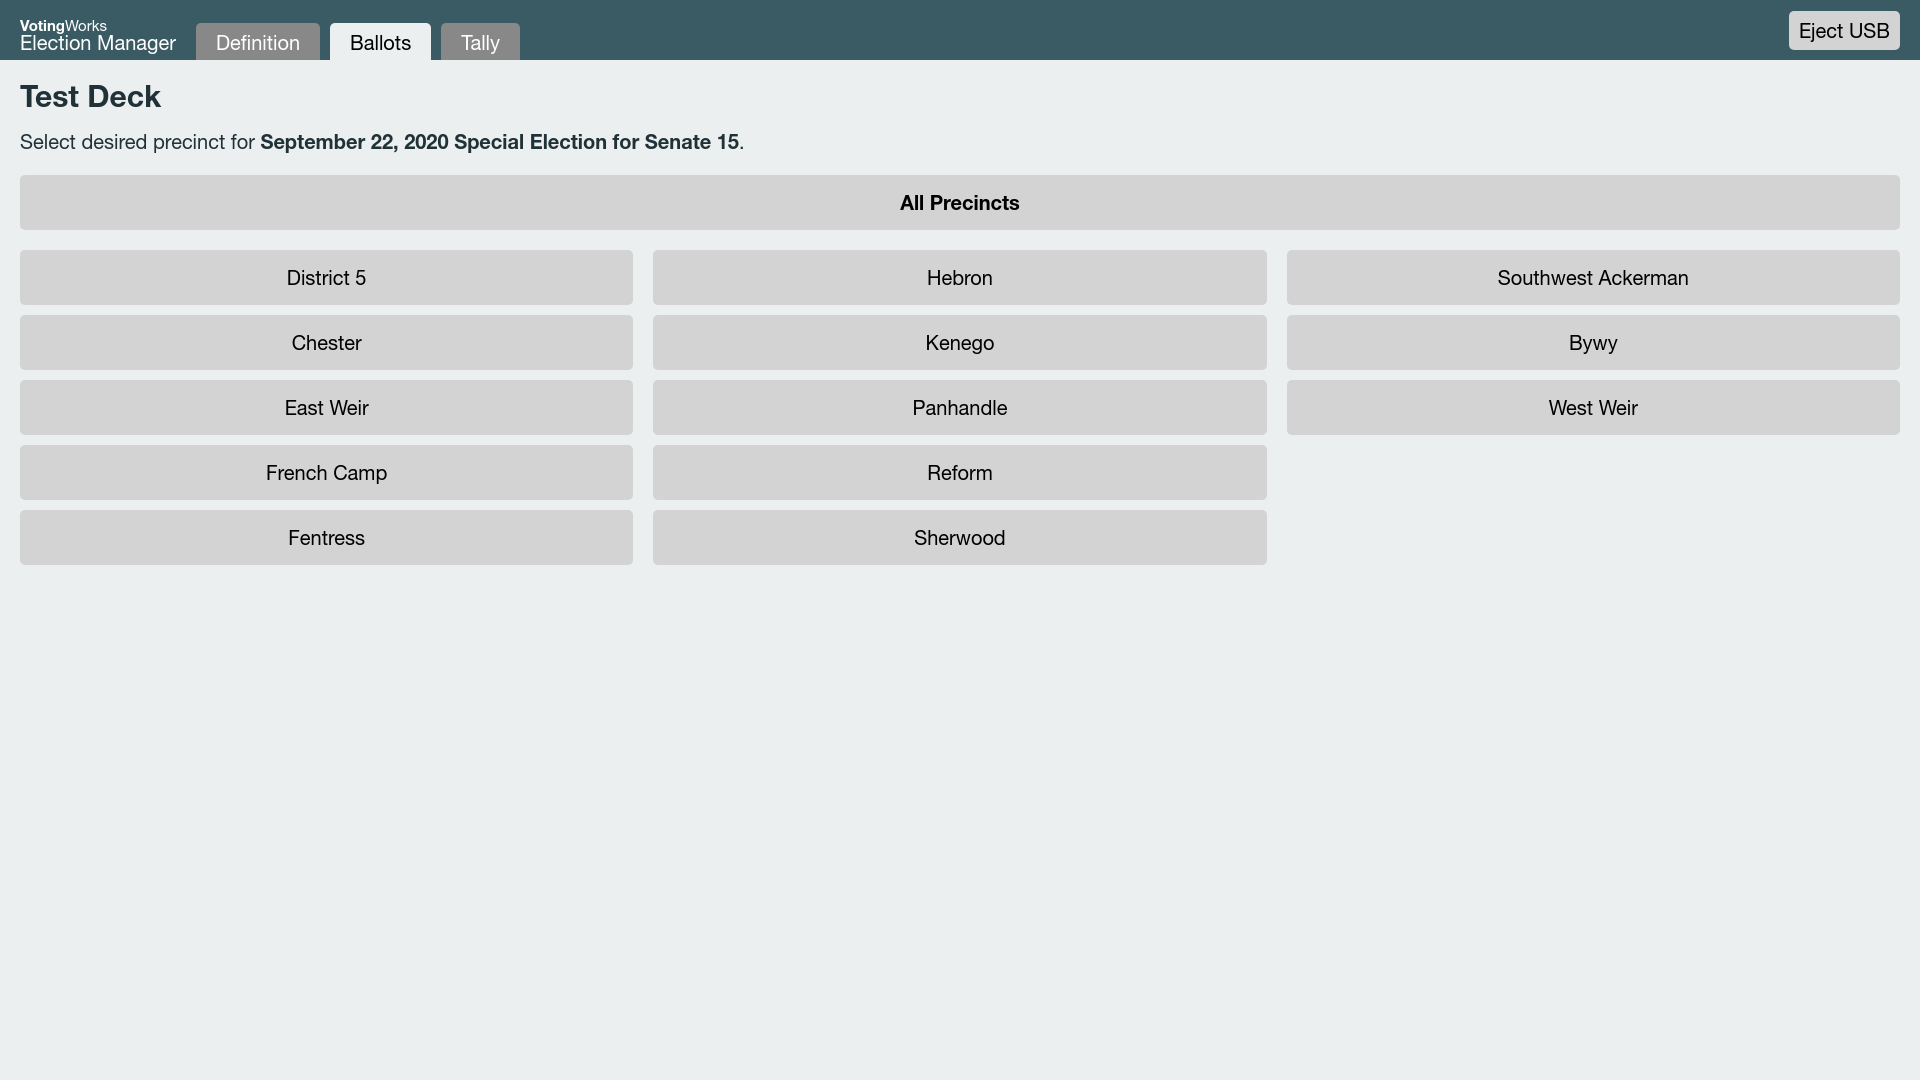 VotingWorks
Election Manager
Definition
Ballots
Tally
Eject USB
Test Deck
Select desired precinct for September 22, 2020 Special Election for Senate 15.
All Precincts
District 5
Chester
East Weir
French Camp
Fentress
Hebron
Kenego
Panhandle
Reform
Sherwood
Southwest Ackerman
Bywy
West Weir